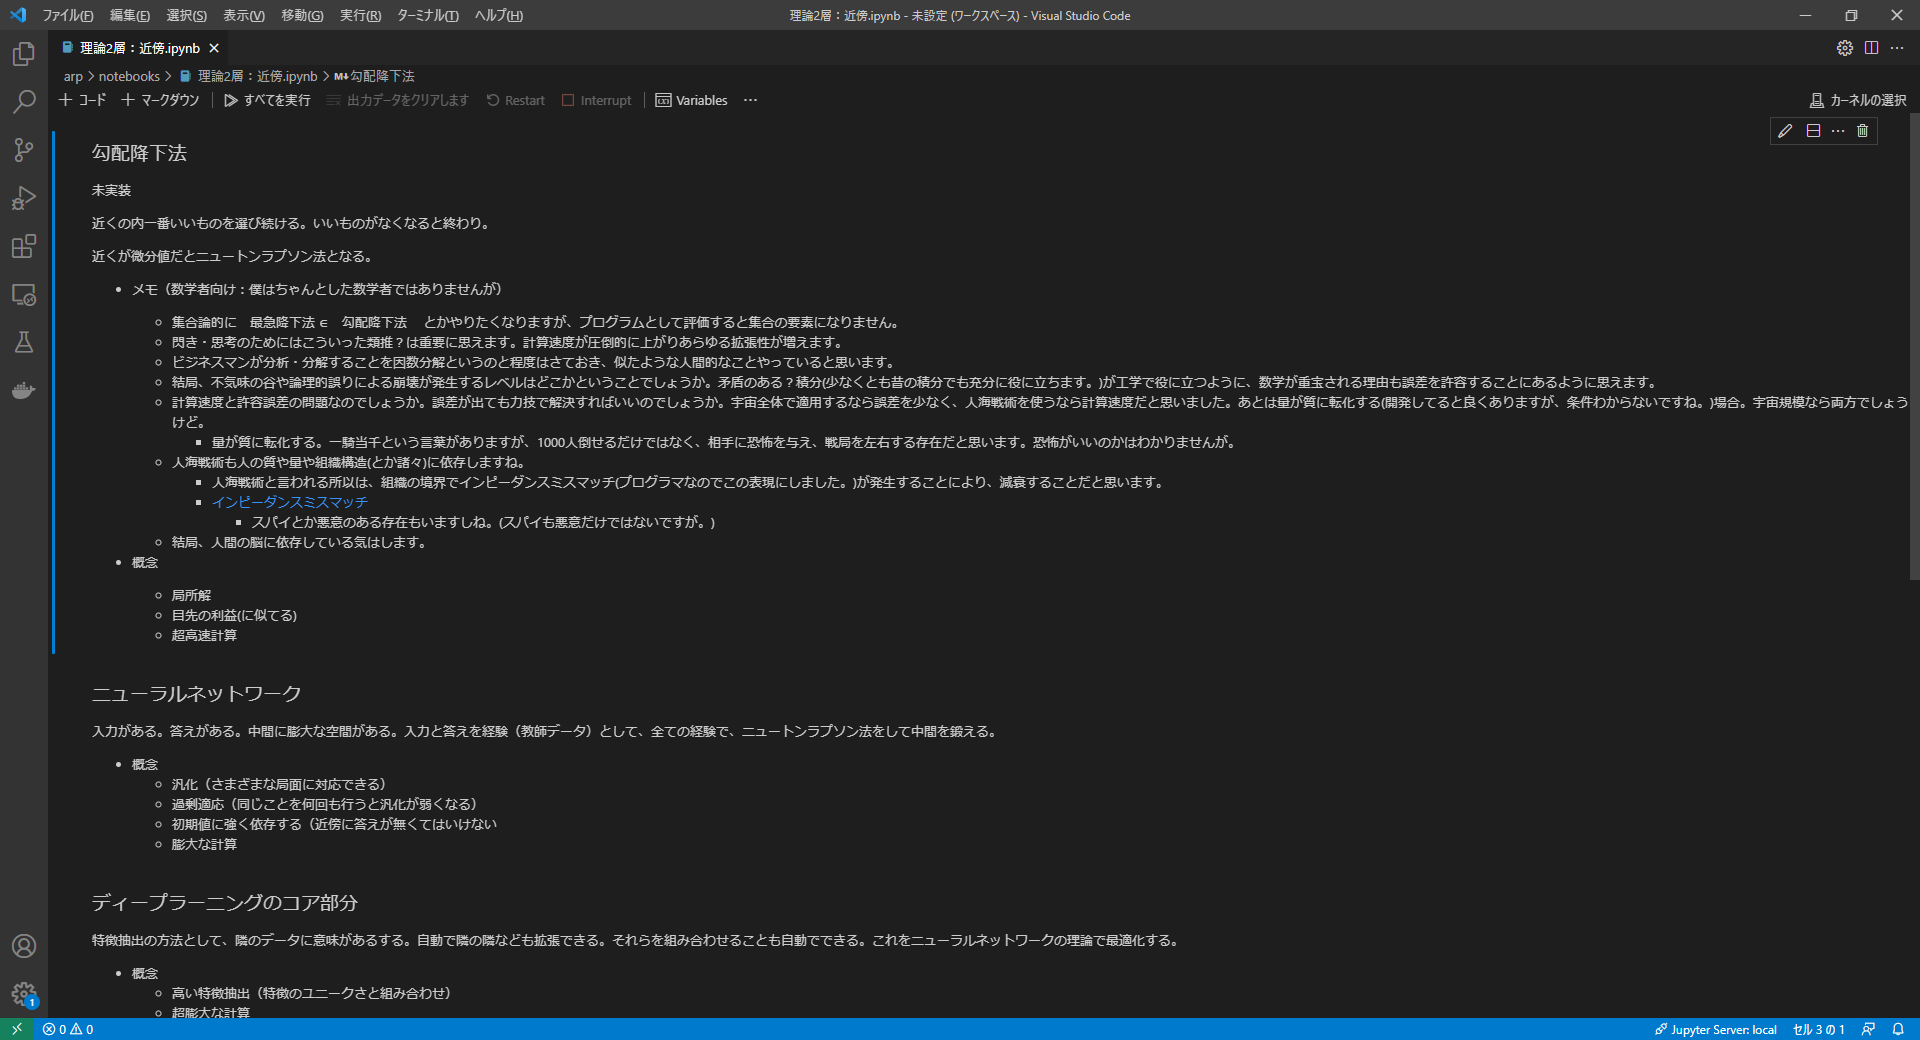 ファイル(F) 編集(E) 選択(S) 表示(V) 移動(G) 実行(R) ターミナル(T) ヘルプ(H)
理論2層：近傍.ipynb - 未設定 (ワークスペース) - Visual Studio Code
理論2層：近傍.ipynb
arp > notebooks > 理論2層：近傍.ipynb > M↓勾配降下法
コード マークダウン すべてを実行 出力データをクリアします Restart Interrupt Variables
カーネルの選択
勾配降下法
未実装
近くの内一番いいものを選び続ける。いいものがなくなると終わり。
近くが微分値だとニュートンラプソン法となる。
メモ（数学者向け：僕はちゃんとした数学者ではありませんが）
集合論的に　最急降下法 ∈　勾配降下法　とかやりたくなりますが、プログラムとして評価すると集合の要素になりません。
閃き・思考のためにはこういった類推？は重要に思えます。計算速度が圧倒的に上がりあらゆる拡張性が増えます。
ビジネスマンが分析・分解することを因数分解というのと程度はさておき、似たような人間的なことやっていると思います。
結局、不気味の谷や論理的誤りによる崩壊が発生するレベルはどこかということでしょうか。矛盾のある？積分(少なくとも昔の積分でも充分に役に立ちます。)が工学で役に立つように、数学が重宝される理由も誤差を許容することにあるように思えます。
計算速度と許容誤差の問題なのでしょうか。誤差が出ても力技で解決すればいいのでしょうか。宇宙全体で適用するなら誤差を少なく、人海戦術を使うなら計算速度だと思いました。あとは量が質に転化する(開発してると良くありますが、条件わからないですね。)場合。宇宙規模なら両方でしょう
けど。
量が質に転化する。一騎当千という言葉がありますが、1000人倒せるだけではなく、相手に恐怖を与え、戦局を左右する存在だと思います。恐怖がいいのかはわかりませんが。
人海戦術も人の質や量や組織構造(とか諸々)に依存しますね。
人海戦術と言われる所以は、組織の境界でインピーダンスミスマッチ(プログラマなのでこの表現にしました。)が発生することにより、減衰することだと思います。
インピーダンスミスマッチ
スパイとか悪意のある存在もいますしね。(スパイも悪意だけではないですが。)
結局、人間の脳に依存している気はします。
概念
局所解
目先の利益(に似てる)
超高速計算
ニューラルネットワーク
入力がある。答えがある。中間に膨大な空間がある。入力と答えを経験（教師データ）として、全ての経験で、ニュートンラプソン法をして中間を鍛える。
概念
汎化（さまざまな局面に対応できる）
過剰適応（同じことを何回も行うと汎化が弱くなる）
初期値に強く依存する（近傍に答えが無くてはいけない
膨大な計算
ディープラーニングのコア部分
特徴抽出の方法として、隣のデータに意味があるする。自動で隣の隣なども拡張できる。それらを組み合わせることも自動でできる。これをニューラルネットワークの理論で最適化する。
概念
高い特徴抽出（特徴のユニークさと組み合わせ）
超膨大な計算
1
0 0
Jupyter Server: local セル 3 の 1